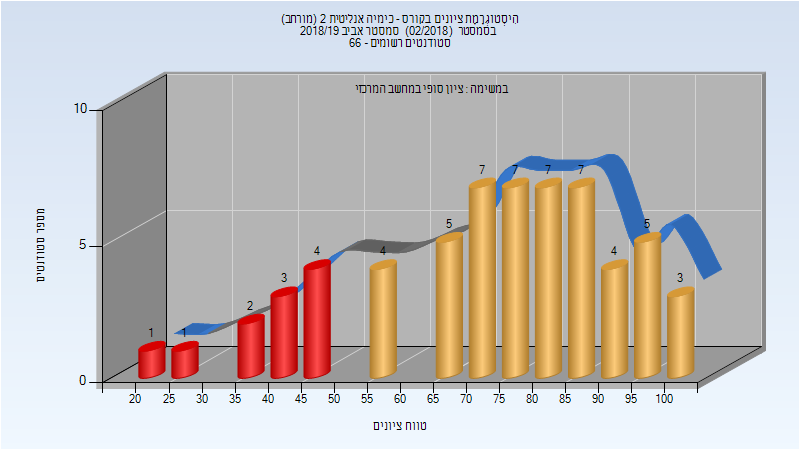 היסטוגרמת ציונים בקורס - כימיה אנליטית 2 (מורחב)
בסמסטר (02/2018) סמסטר אביב 2018/19
סטודנטים רשומים - 66
במשימה : ציון סופי במחשב המרכזי
מספר סטודנטים
10
5
0
1 1 2 3 4 4 5 7 7 7 7 4 5 3
20 25 30 35 40 45 50 55 60 65 70 75 80 85 90 95 100
טווח ציונים